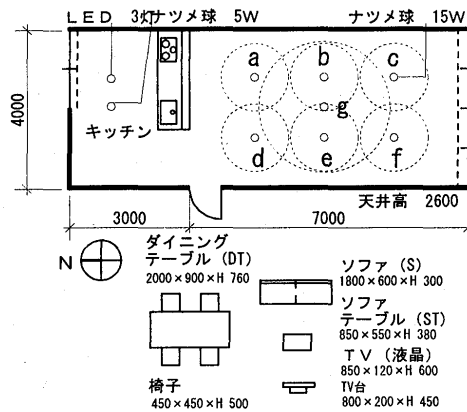 LED 3灯ナツメ球 5W ナツメ球 15W
a b c
g
キッチン
d e f
4000
天井高 2600
3000 7000
N
ダイニング
テーブル (DT)
2000×900×H 760
ソファ (S)
1800×600×H 300
ソファ
テーブル (ST)
850×550×H 380
TV (液晶)
850×120×H 600
TV台
800×200×H 450
椅子
450×450×H 500